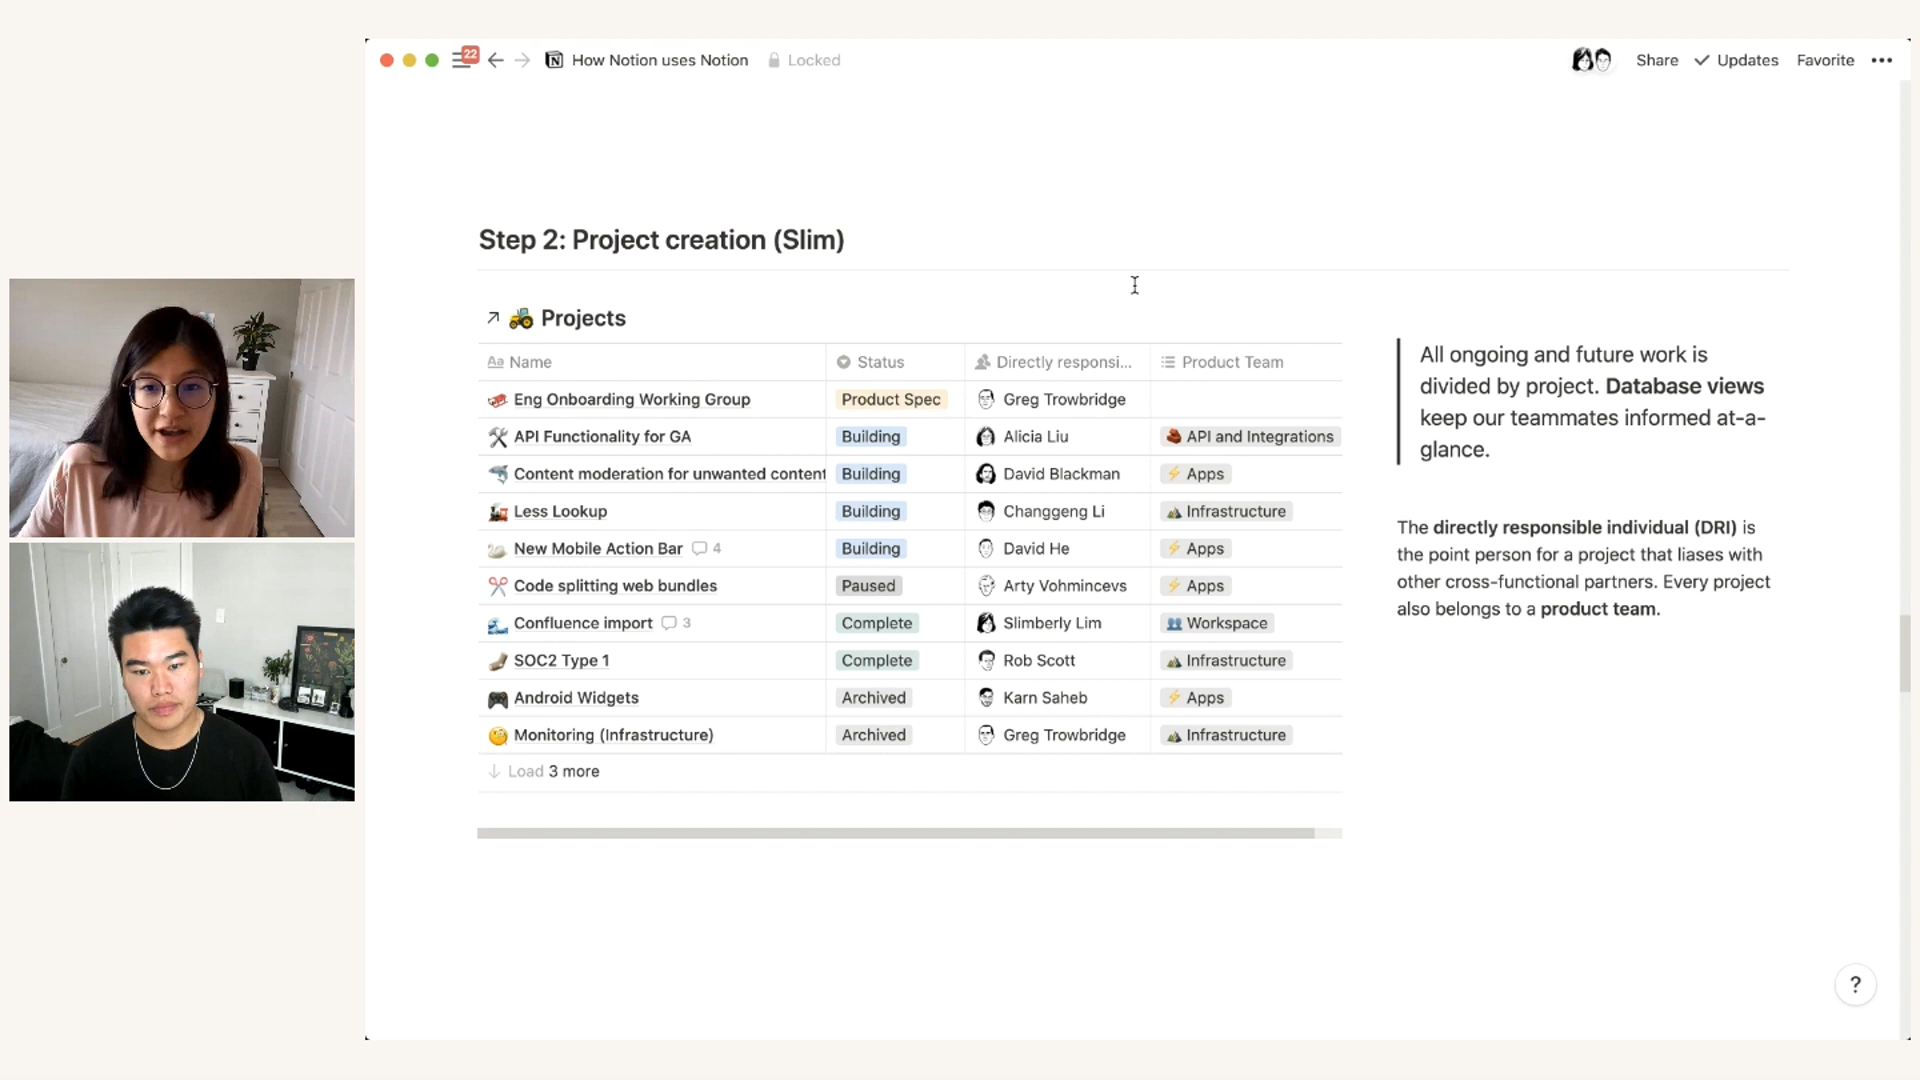 22
How Notion uses Notion
Locked
Share
Updates
Favorite
Step 2: Project creation (Slim)
Projects
Aa Name Status Directly responsi... Product Team
Eng Onboarding Working Group Product Spec Greg Trowbridge
API Functionality for GA Building Alicia Liu API and Integrations
Content moderation for unwanted content Building David Blackman Apps
Less Lookup Building Changgeng Li Infrastructure
New Mobile Action Bar 4 Building David He Apps
Code splitting web bundles Paused Arty Vohmincevs Apps
Confluence import 3 Complete Slimberly Lim Workspace
SOC2 Type 1 Complete Rob Scott Infrastructure
Android Widgets Archived Karn Saheb Apps
Monitoring (Infrastructure) Archived Greg Trowbridge Infrastructure
Load 3 more
All ongoing and future work is
divided by project. Database views
keep our teammates informed at-a-
glance.
The directly responsible individual (DRI) is
the point person for a project that liases with
other cross-functional partners. Every project
also belongs to a product team.
?